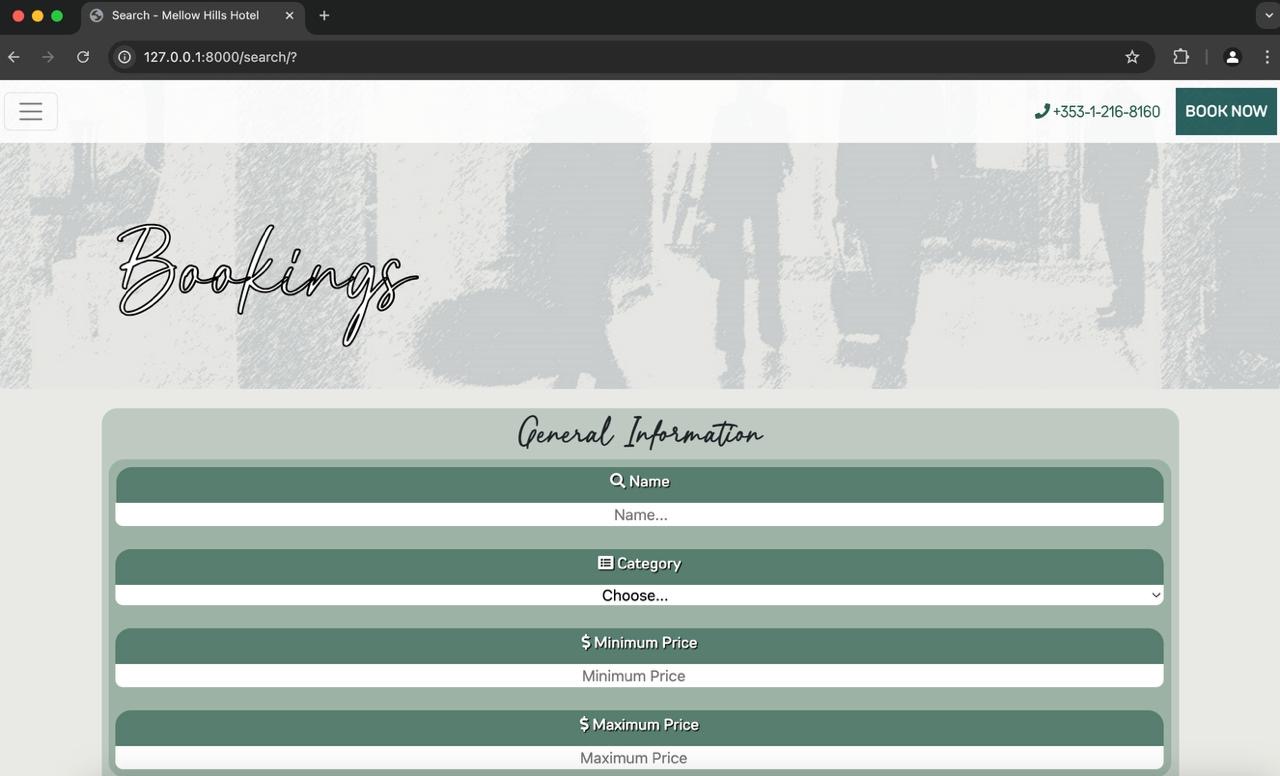 Search - Mellow Hills Hotel
127.0.0.1:8000/search/?
+353-1-216-8160
BOOK NOW
Bookings
General Information
Name
Name...
Category
Choose...
$ Minimum Price
Minimum Price
$ Maximum Price
Maximum Price